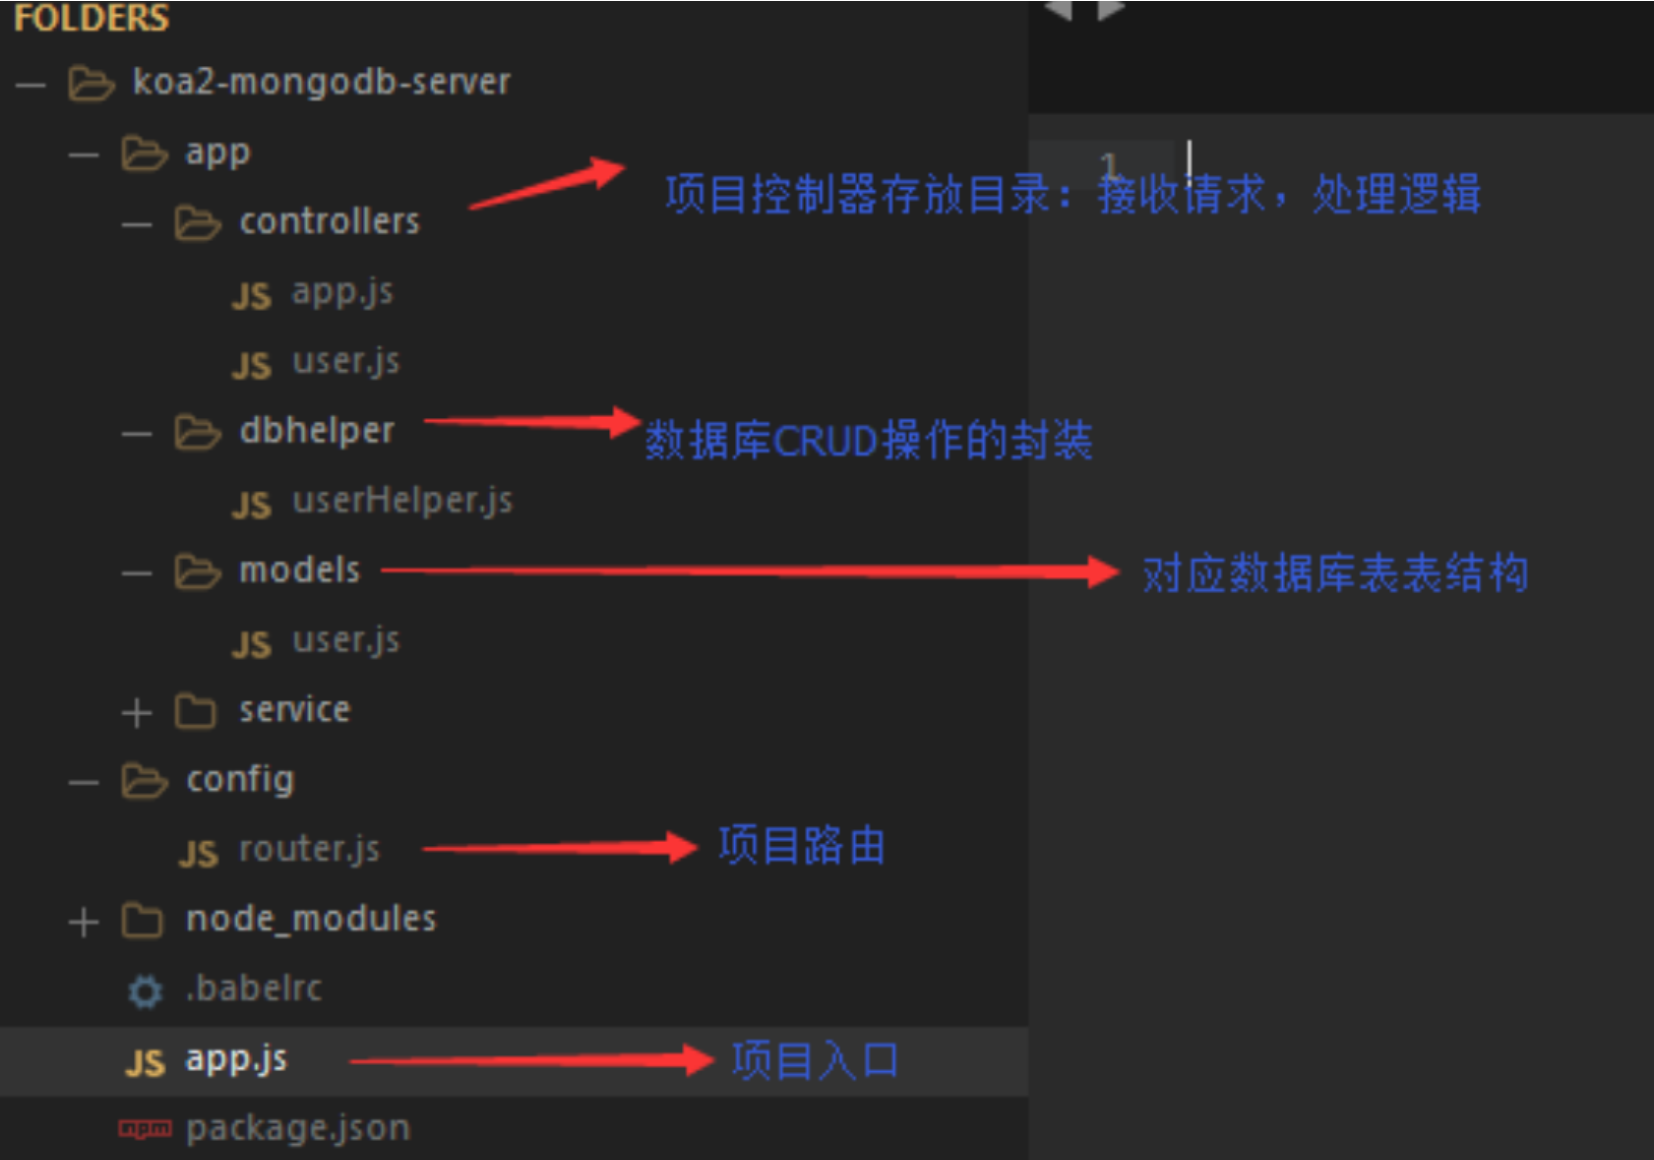 FOLDERS
koa2-mongodb-server
app
controllers
项目控制器存放目录：接收请求，处理逻辑
1
JS app.js
JS user.js
dbhelper
数据库CRUD操作的封装
JS userHelper.js
models
对应数据库表表结构
JS user.js
service
config
JS router.js
项目路由
node_modules
.babelrc
JS app.js
项目入口
npm package.json